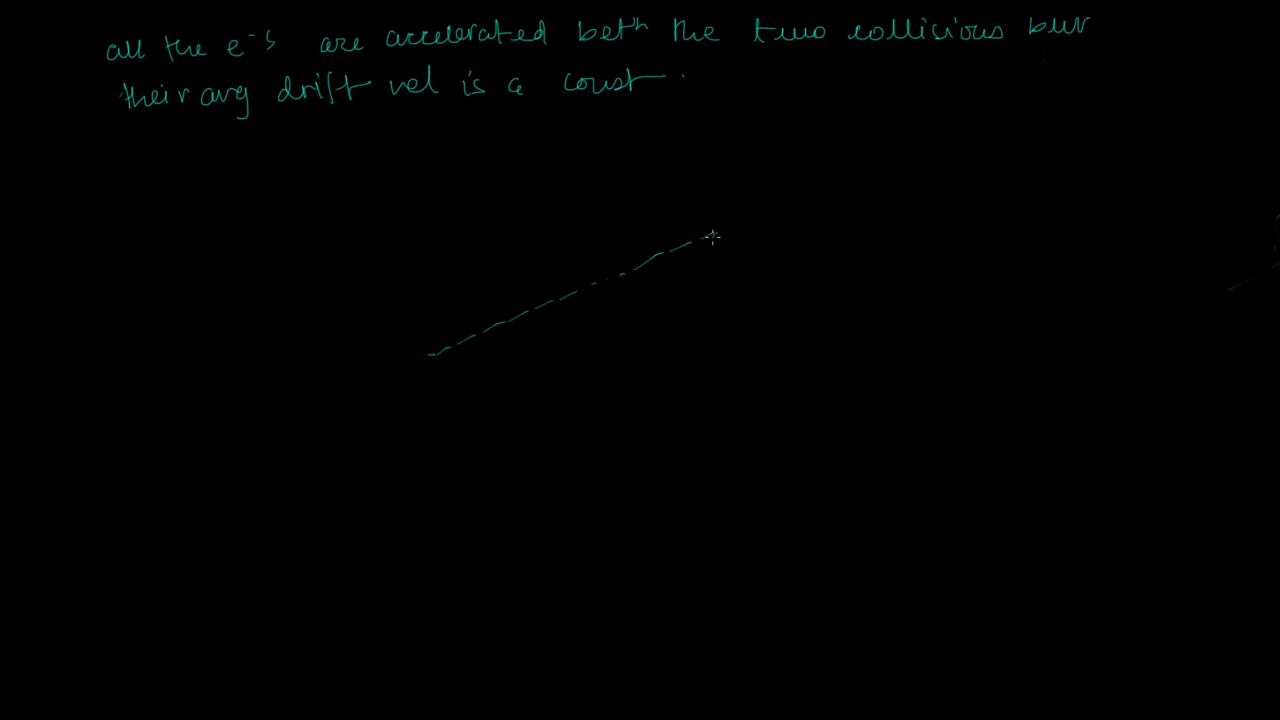 all the e⁻s are accelerated betn the two collisions but
their avg drift vel is a const.